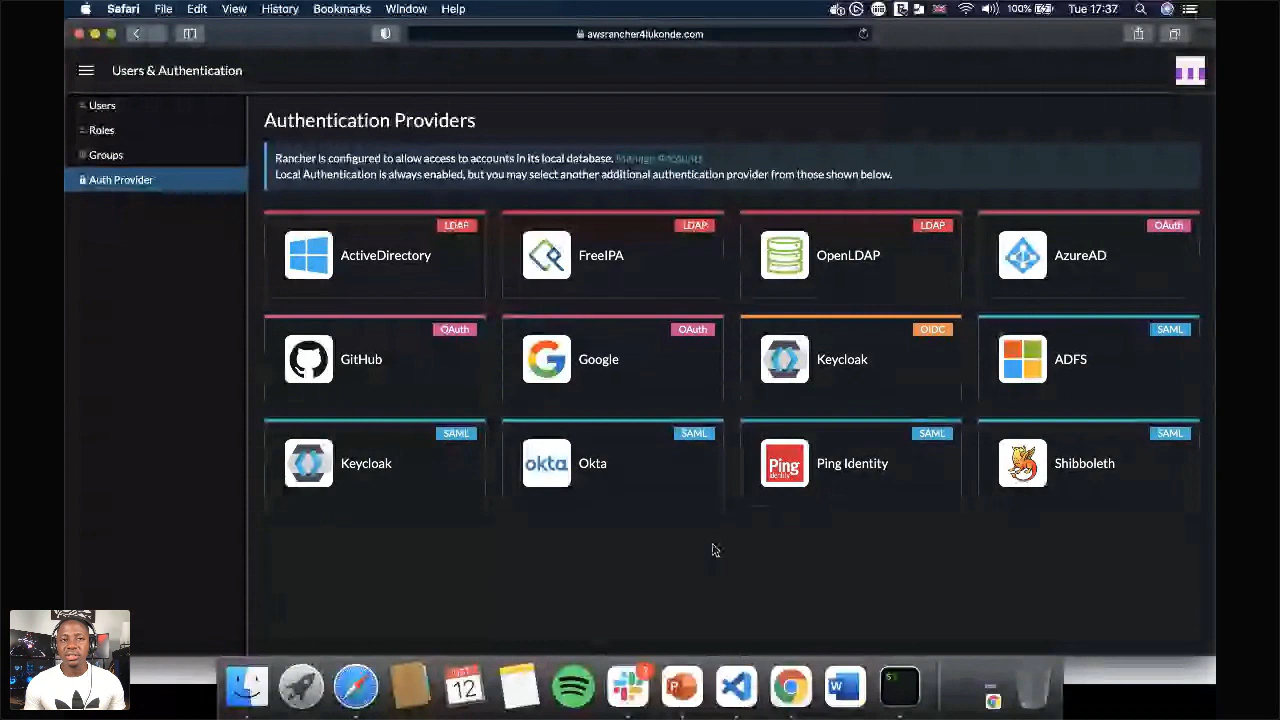 Safari File Edit View History Bookmarks Window Help 100% Tue 17:37
awsrancher4lukonde.com
Users & Authentication
Users
Roles
Groups
Auth Provider
Authentication Providers
Rancher is configured to allow access to accounts in its local database. Manage Accounts
Local Authentication is always enabled, but you may select another additional authentication provider from those shown below.
LDAP
ActiveDirectory
LDAP
FreeIPA
LDAP
OpenLDAP
OAuth
AzureAD
OAuth
GitHub
OAuth
Google
OIDC
Keycloak
SAML
ADFS
SAML
Keycloak
SAML
okta
Okta
SAML
Ping
Identity
Ping Identity
SAML
Shibboleth
12
1